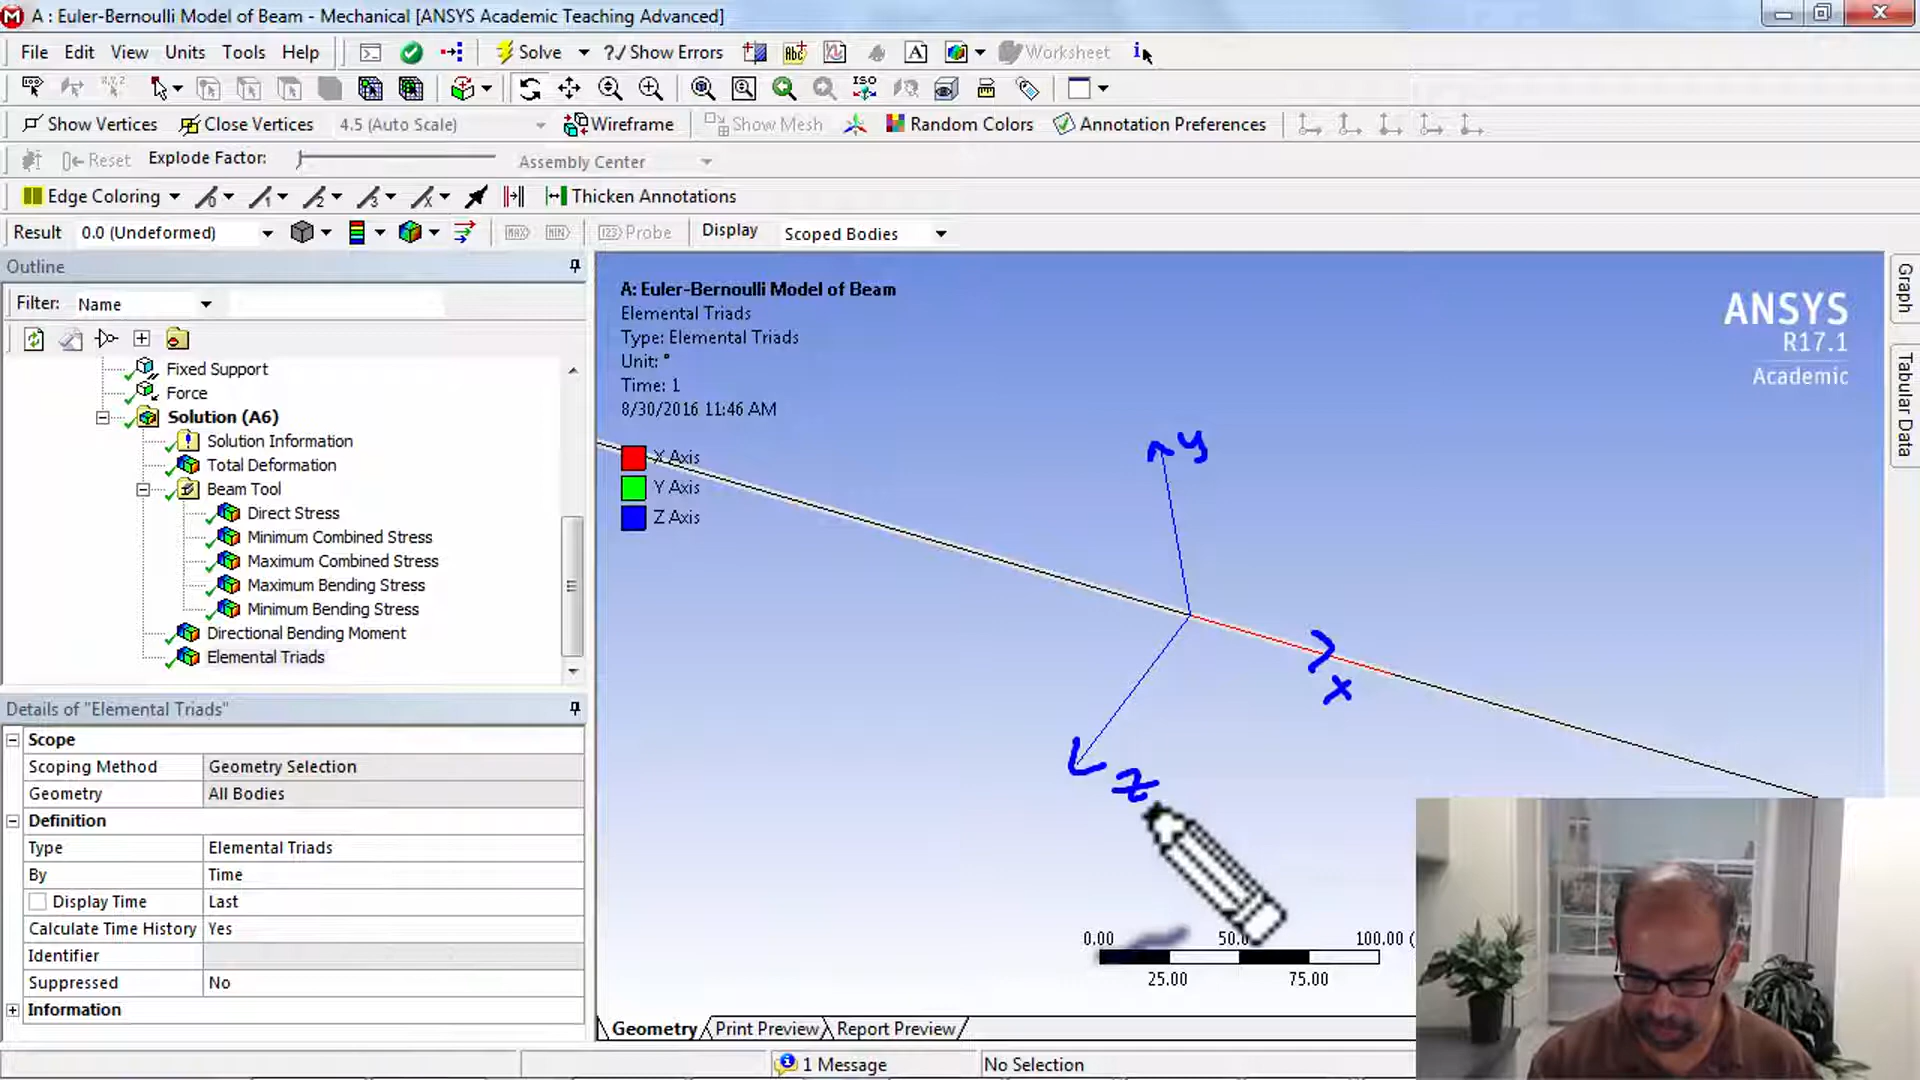 A : Euler-Bernoulli Model of Beam - Mechanical [ANSYS Academic Teaching Advanced]
File Edit View Units Tools Help Solve ?/ Show Errors Worksheet
Show Vertices Close Vertices 4.5 (Auto Scale) Wireframe Show Mesh Random Colors Annotation Preferences
Reset Explode Factor: Assembly Center
Edge Coloring Thicken Annotations
Result 0.0 (Undeformed) MAX MIN Probe Display Scoped Bodies
Outline
Filter: Name
Fixed Support
Force
Solution (A6)
Solution Information
Total Deformation
Beam Tool
Direct Stress
Minimum Combined Stress
Maximum Combined Stress
Maximum Bending Stress
Minimum Bending Stress
Directional Bending Moment
Elemental Triads
Details of "Elemental Triads"
Scope
Scoping Method Geometry Selection
Geometry All Bodies
Definition
Type Elemental Triads
By Time
Display Time Last
Calculate Time History Yes
Identifier
Suppressed No
Information
A: Euler-Bernoulli Model of Beam
Elemental Triads
Type: Elemental Triads
Unit: °
Time: 1
8/30/2016 11:46 AM
X Axis
Y Axis
Z Axis
ANSYS
R17.1
Academic
y
x
z
0.00 50.0 100.00 (
25.00 75.00
Geometry Print Preview Report Preview
1 Message No Selection
Graph
Tabular Data